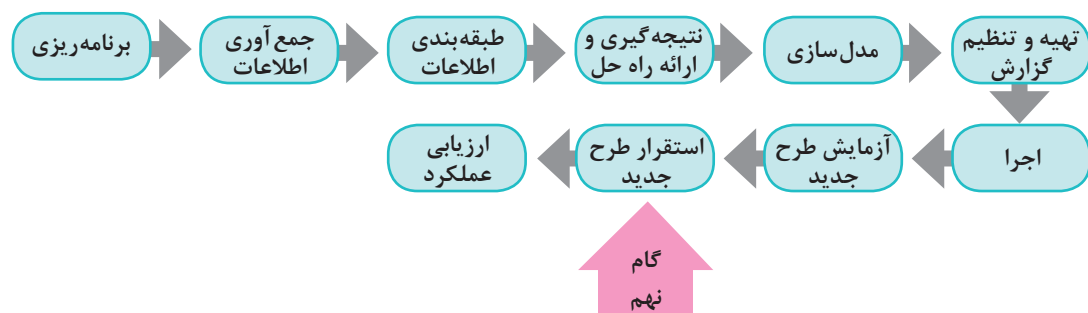 برنامه‌ریزی
جمع‌آوری
اطلاعات
طبقه‌بندی
اطلاعات
نتیجه‌گیری و
ارائه راه حل
مدل‌سازی
تهیه و تنظیم
گزارش
اجرا
آزمایش طرح
جدید
استقرار طرح
جدید
ارزیابی
عملکرد
گام
نهم